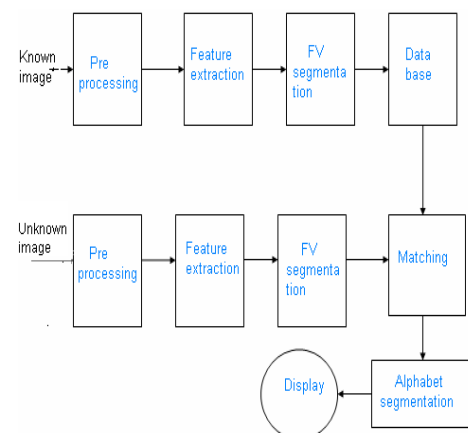 Known
image
Pre
processing
Feature
extraction
FV
segmenta
tion
Data
base
Unknown
image
Pre
processing
Feature
extraction
FV
segmenta
tion
Matching
Display
Alphabet
segmentation